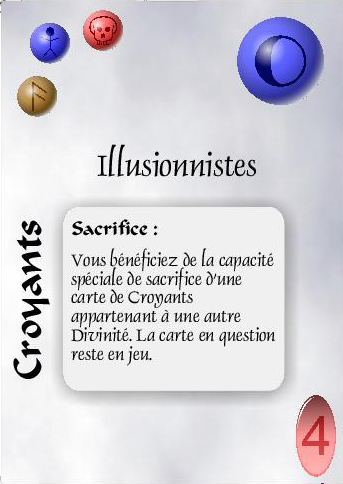 Illusionnistes
Croyants
Sacrifice :
Vous bénéficiez de la capacité
spéciale de sacrifice d'une
carte de Croyants
appartenant à une autre
Divinité. La carte en question
reste en jeu.
4